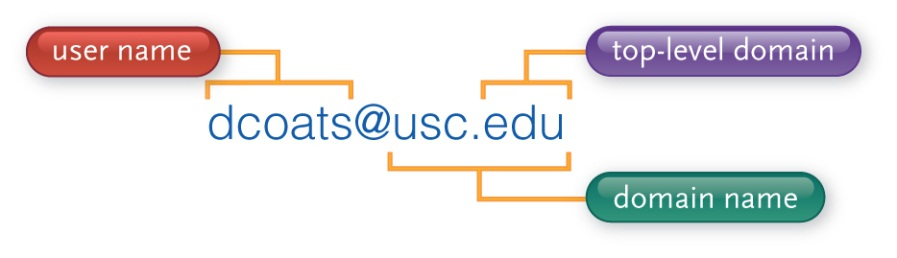 user name
top-level domain
dcoats@usc.edu
domain name